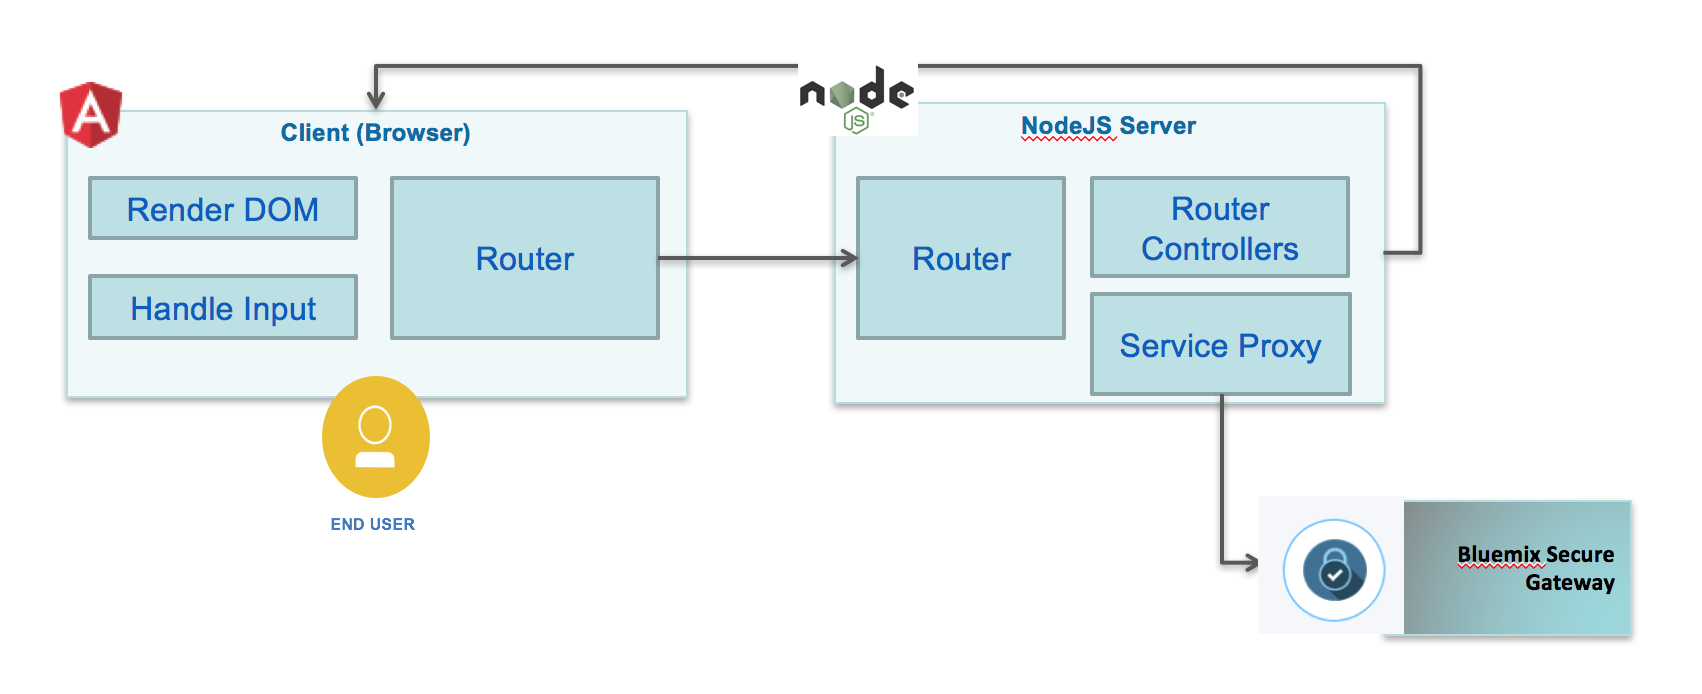 A
node
JS
Client (Browser)
NodeJS Server
Render DOM
Handle Input
Router
Router
Router
Controllers
Service Proxy
END USER
Bluemix Secure
Gateway